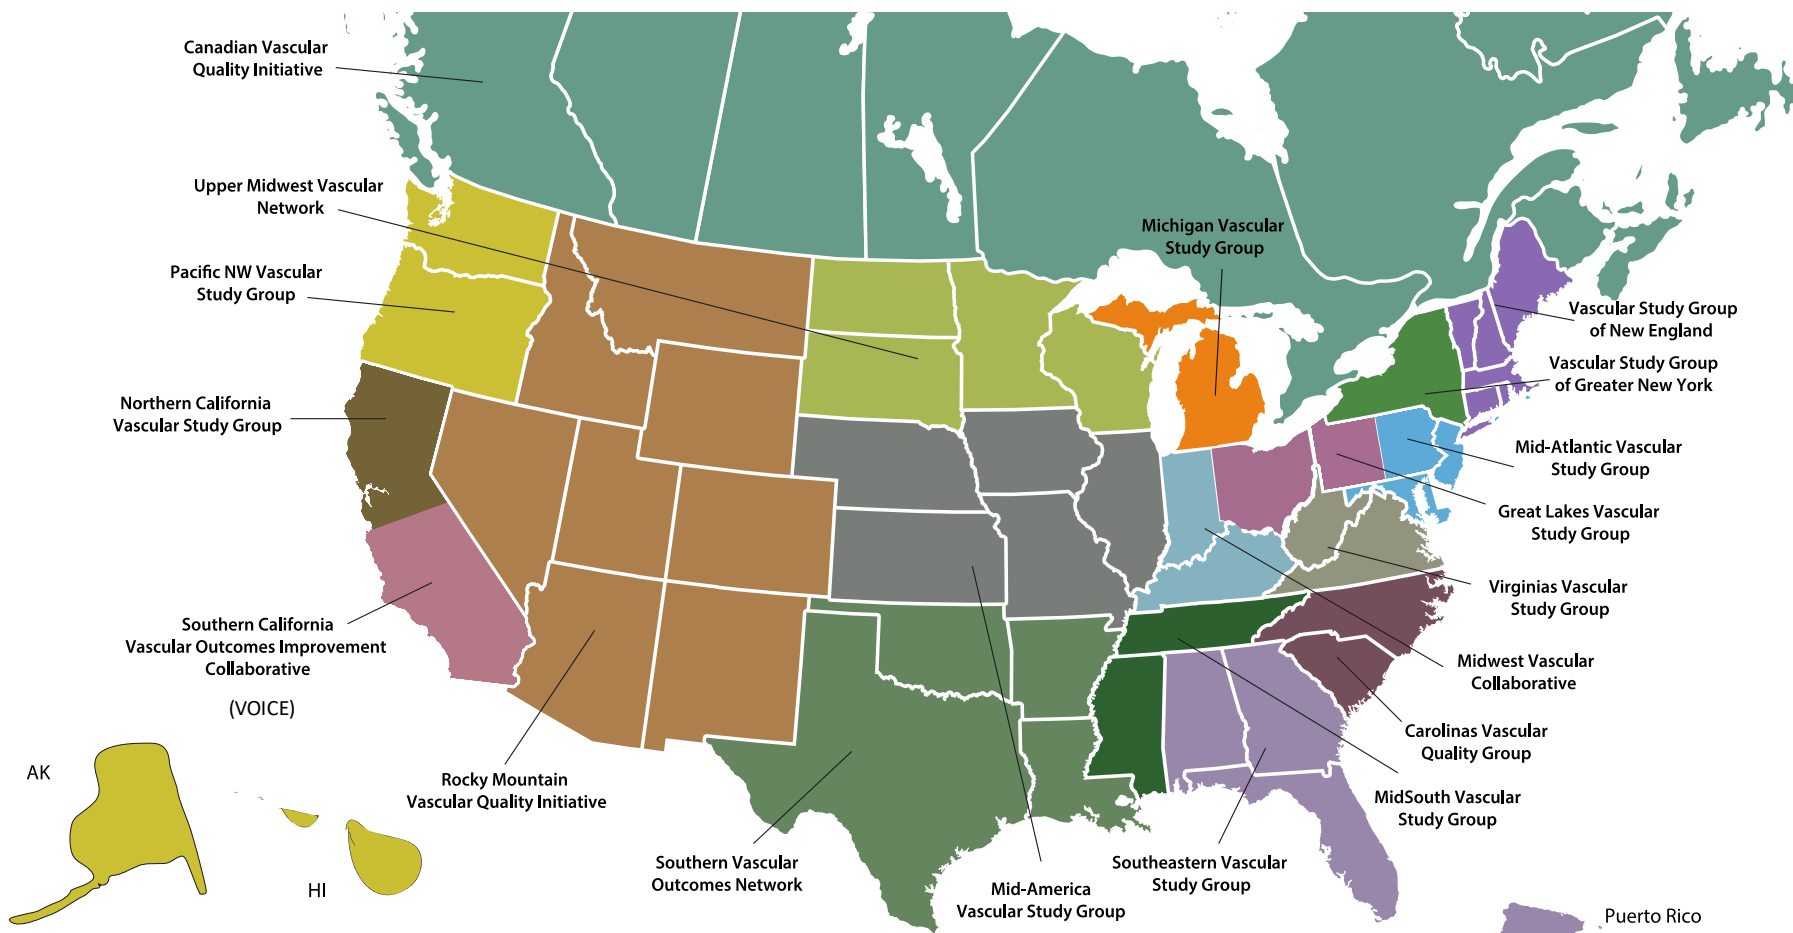 Canadian Vascular
Quality Initiative
Upper Midwest Vascular
Network
Michigan Vascular
Study Group
Pacific NW Vascular
Study Group
Vascular Study Group
of New England
Vascular Study Group
of Greater New York
Northern California
Vascular Study Group
Mid-Atlantic Vascular
Study Group
Great Lakes Vascular
Study Group
Virginias Vascular
Study Group
Southern California
Vascular Outcomes Improvement
Collaborative
(VOICE)
Midwest Vascular
Collaborative
Carolinas Vascular
Quality Group
AK
Rocky Mountain
Vascular Quality Initiative
MidSouth Vascular
Study Group
HI
Southern Vascular
Outcomes Network
Mid-America
Vascular Study Group
Southeastern Vascular
Study Group
Puerto Rico